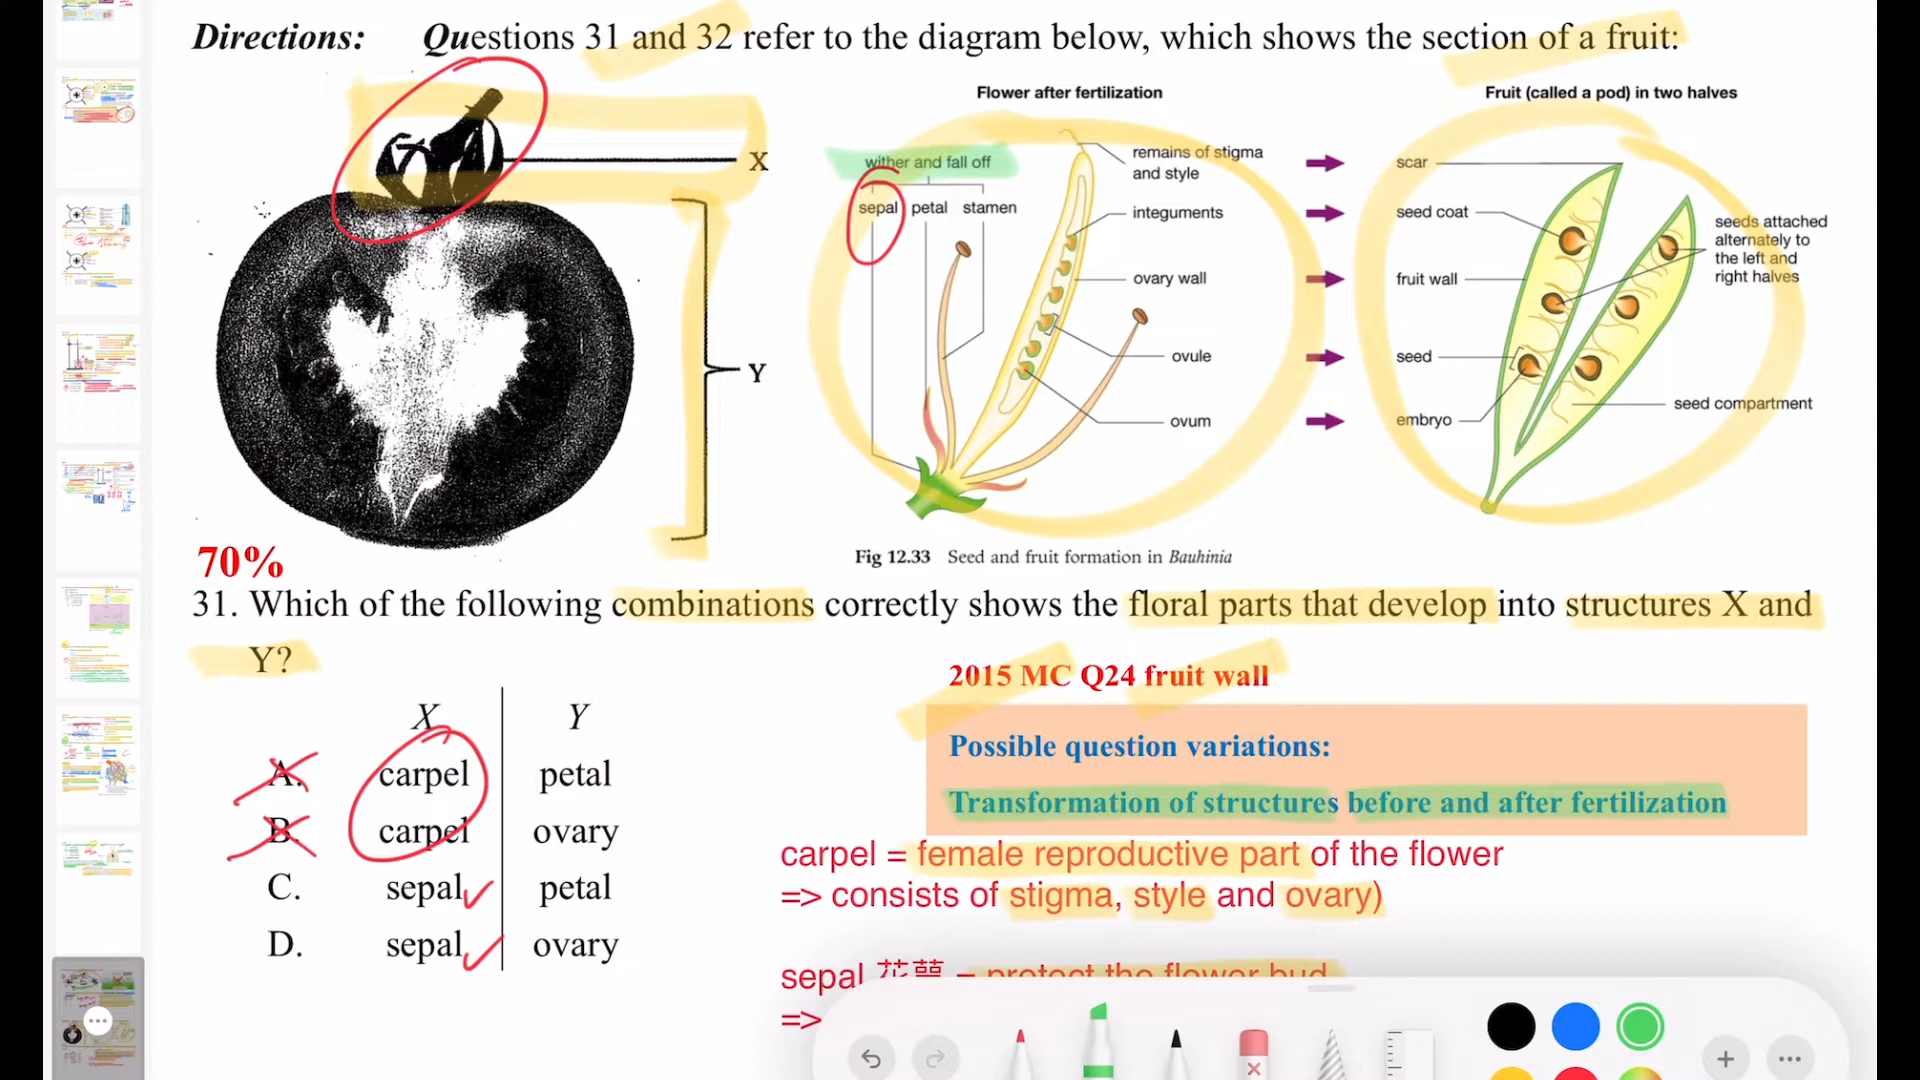 Directions: Questions 31 and 32 refer to the diagram below, which shows the section of a fruit:
X
Y
Flower after fertilization
wither and fall off
sepal petal stamen
remains of stigma
and style
integuments
ovary wall
ovule
ovum
Fruit (called a pod) in two halves
scar
seed coat
fruit wall
seed
embryo
seeds attached
alternately to
the left and
right halves
seed compartment
Fig 12.33 Seed and fruit formation in Bauhinia
70%
31. Which of the following combinations correctly shows the floral parts that develop into structures X and
Y?
X Y
A. carpel petal
B. carpel ovary
C. sepal petal
D. sepal ovary
2015 MC Q24 fruit wall
Possible question variations:
Transformation of structures before and after fertilization
carpel = female reproductive part of the flower
=> consists of stigma, style and ovary)
sepal 花萼 = protect the flower bud
=>